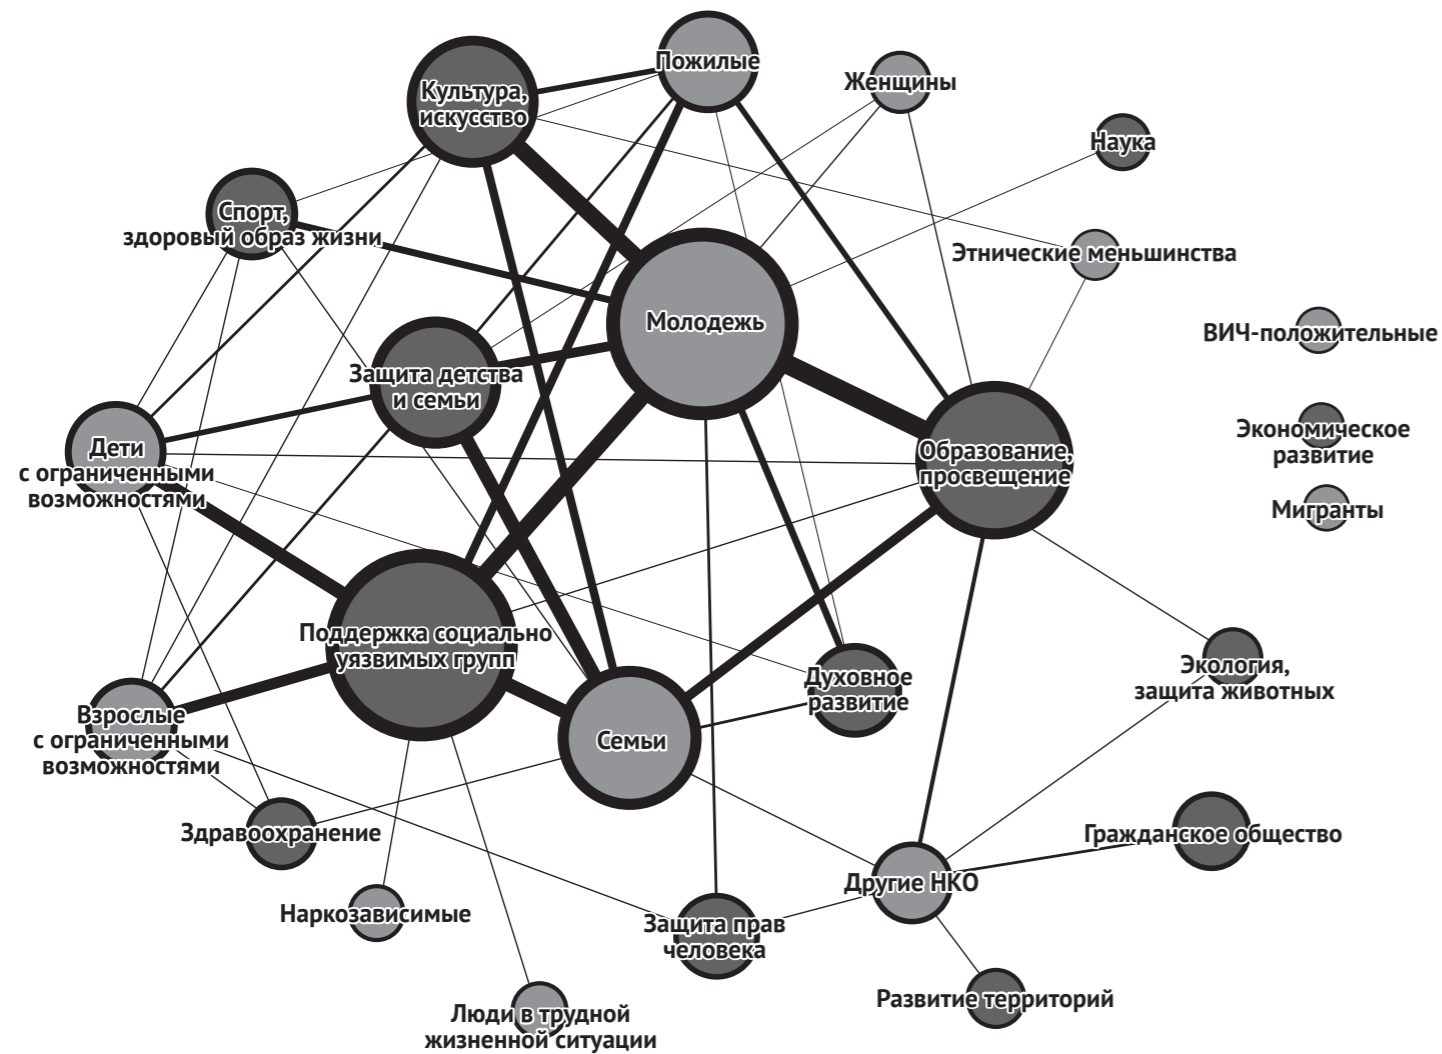 Пожилые
Женщины
Культура,
искусство
Наука
Спорт,
здоровый образ жизни
Этнические меньшинства
Молодежь
ВИЧ-положительные
Защита детства
и семьи
Экономическое
развитие
Дети
с ограниченными
возможностями
Образование,
просвещение
Мигранты
Поддержка социально
уязвимых групп
Экология,
защита животных
Духовное
развитие
Взрослые
с ограниченными
возможностями
Семьи
Здравоохранение
Гражданское общество
Другие НКО
Наркозависимые
Защита прав
человека
Развитие территорий
Люди в трудной
жизненной ситуации